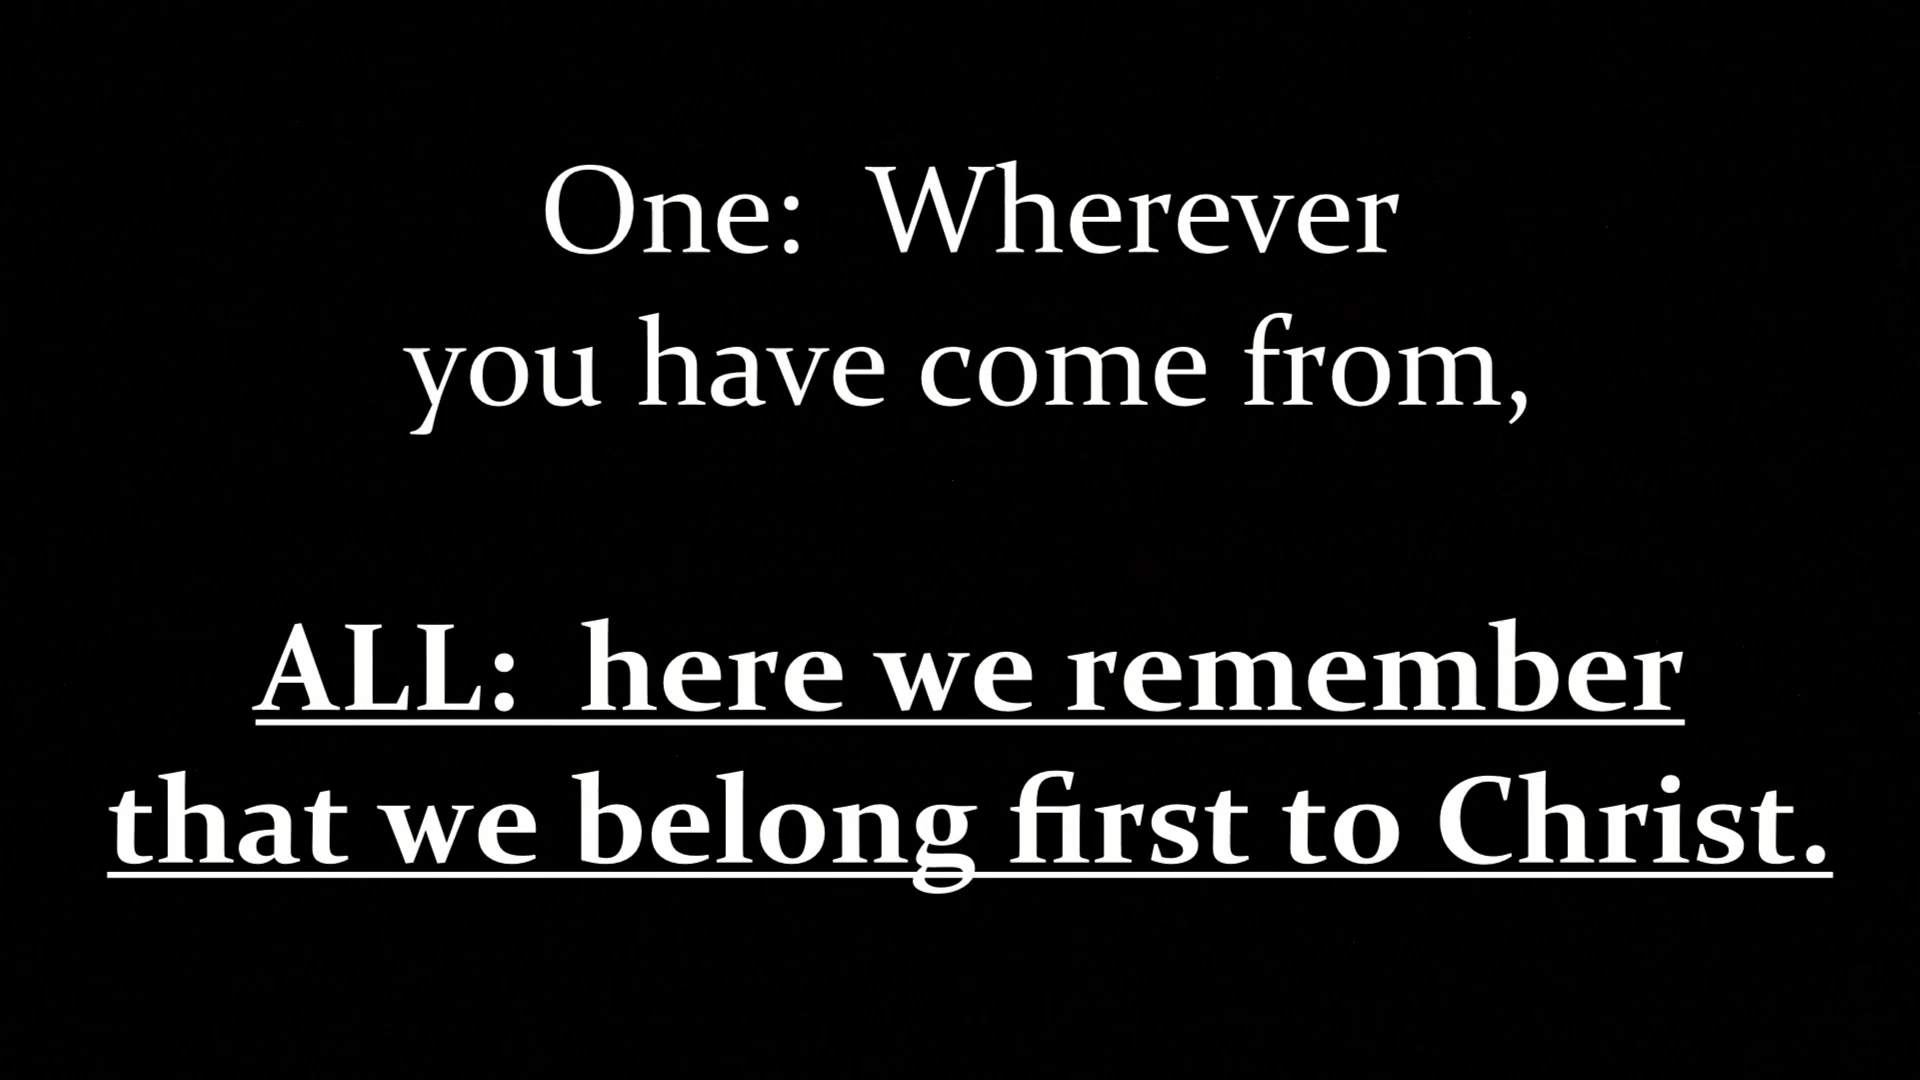 One:  Wherever
you have come from,
ALL:  here we remember
that we belong first to Christ.